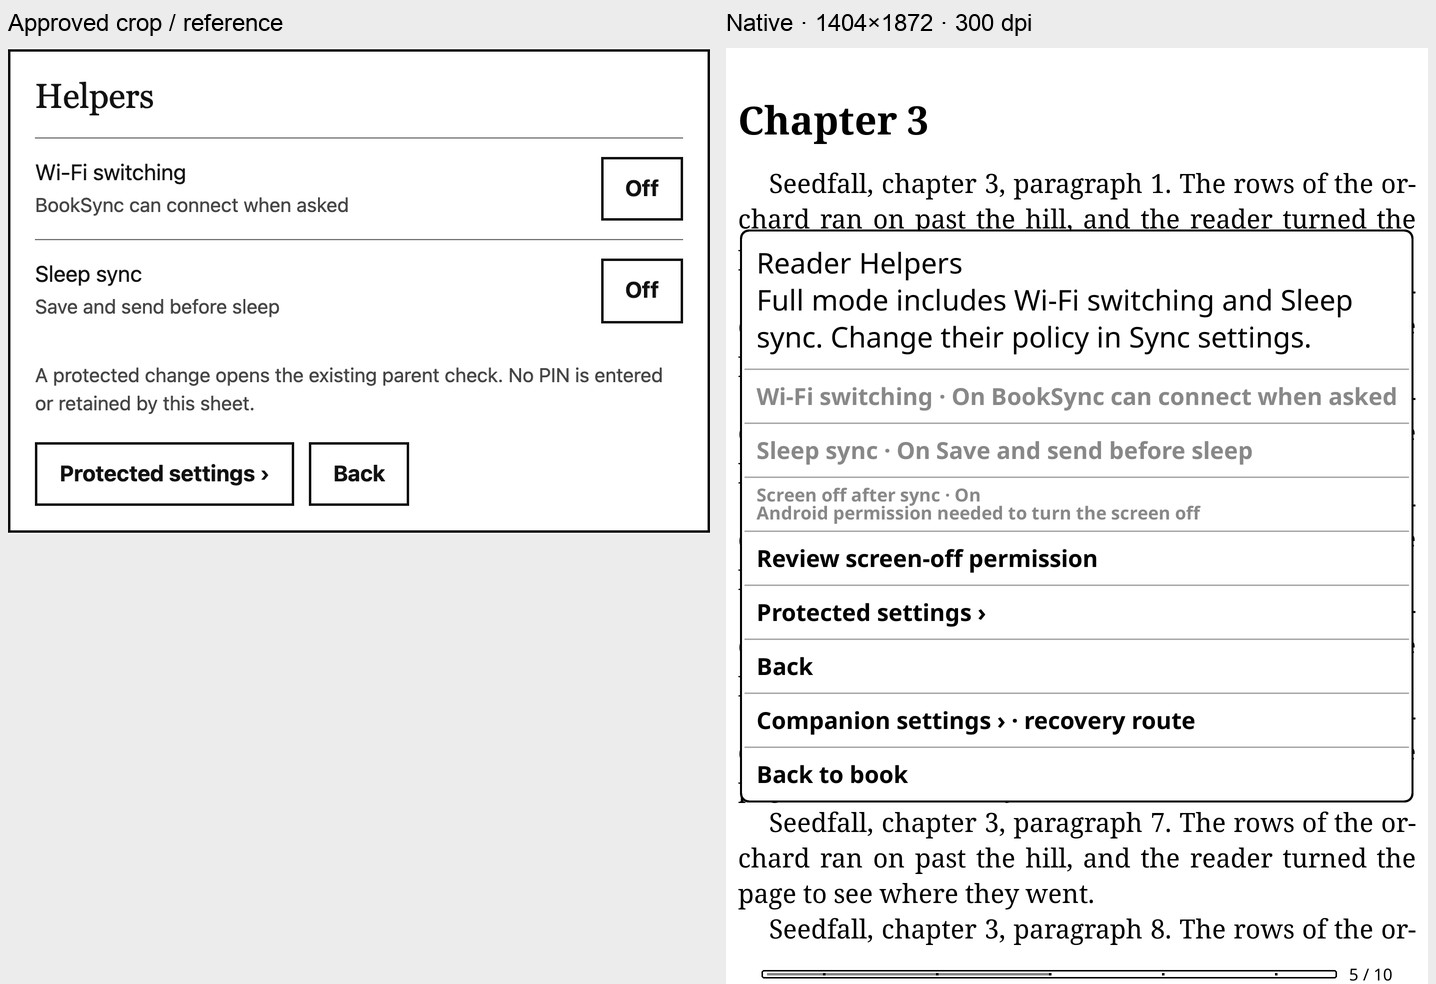 Approved crop / reference
Helpers
Wi-Fi switching
BookSync can connect when asked
Off
Sleep sync
Save and send before sleep
Off
A protected change opens the existing parent check. No PIN is entered
or retained by this sheet.
Protected settings ›
Back
Native · 1404×1872 · 300 dpi
Chapter 3
Seedfall, chapter 3, paragraph 1. The rows of the or-
chard ran on past the hill, and the reader turned the
Reader Helpers
Full mode includes Wi-Fi switching and Sleep
sync. Change their policy in Sync settings.
Wi-Fi switching · On BookSync can connect when asked
Sleep sync · On Save and send before sleep
Screen off after sync · On
Android permission needed to turn the screen off
Review screen-off permission
Protected settings ›
Back
Companion settings › · recovery route
Back to book
Seedfall, chapter 3, paragraph 7. The rows of the or-
chard ran on past the hill, and the reader turned the
page to see where they went.
Seedfall, chapter 3, paragraph 8. The rows of the or-
5 / 10